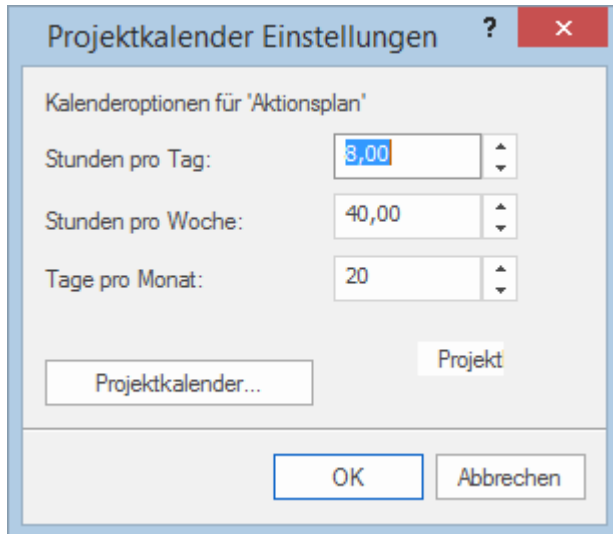 Projektkalender Einstellungen ?
Kalenderoptionen für 'Aktionsplan'
Stunden pro Tag: 8,00
Stunden pro Woche: 40,00
Tage pro Monat: 20
Projekt
Projektkalender...
OK Abbrechen